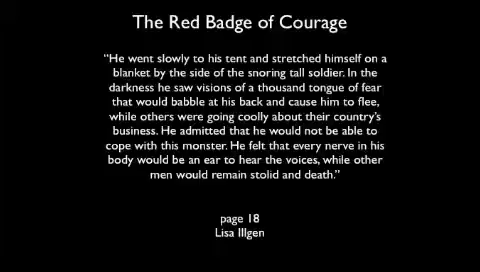 The Red Badge of Courage
“He went slowly to his tent and stretched himself on a
blanket by the side of the snoring tall soldier. In the
darkness he saw visions of a thousand tongue of fear
that would babble at his back and cause him to flee,
while others were going coolly about their country's
business. He admitted that he would not be able to
cope with this monster. He felt that every nerve in his
body would be an ear to hear the voices, while other
men would remain stolid and death.”
page 18
Lisa Illgen